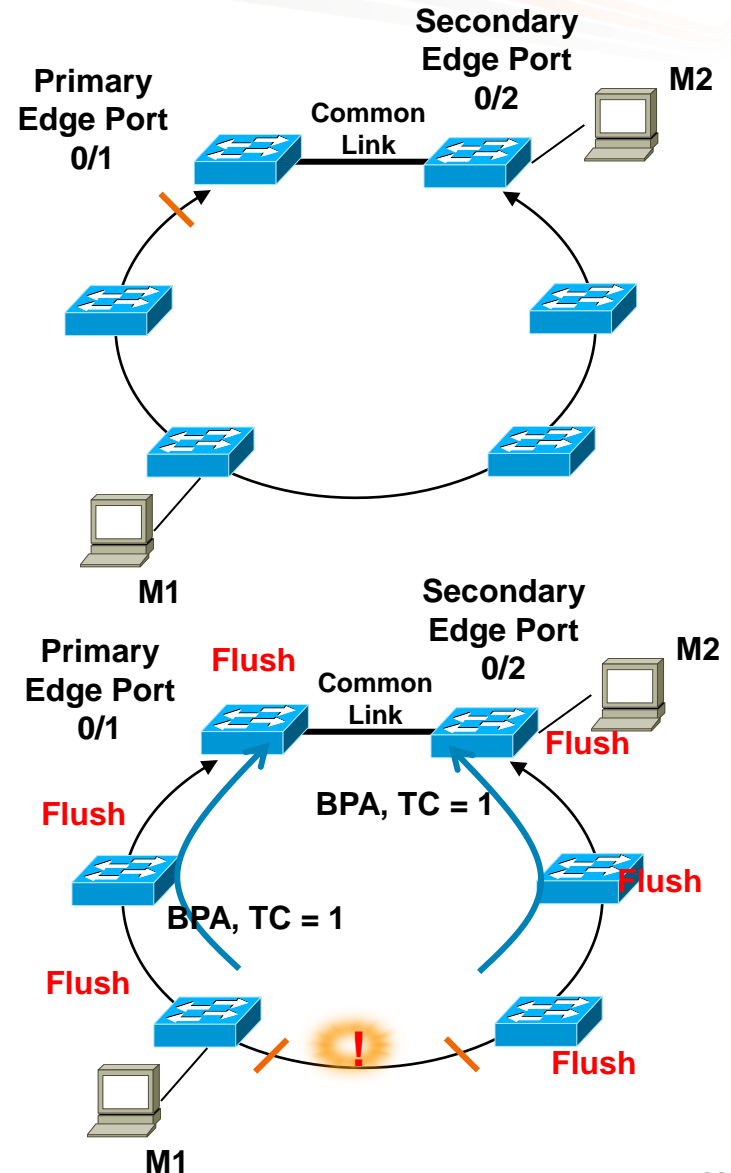 Secondary
Edge Port
0/2
M2
Primary
Edge Port
0/1
Common
Link
M1
Secondary
Edge Port
0/2
M2
Primary
Edge Port
0/1
Flush
Common
Link
Flush
BPA, TC = 1
Flush
Flush
BPA, TC = 1
Flush
!
Flush
M1